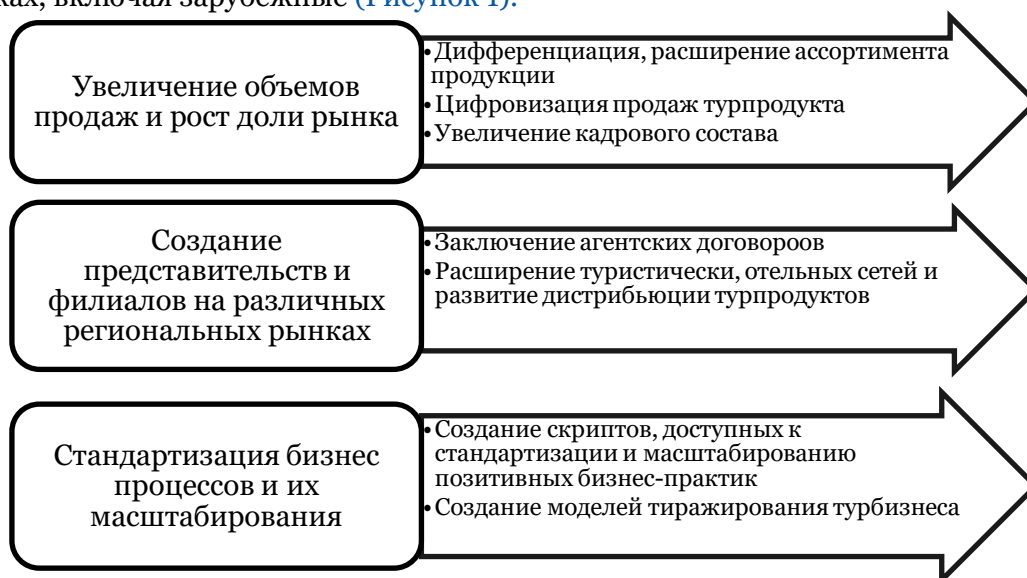 ках, включая зарубежные (Рисунок 1).
Увеличение объемов
продаж и рост доли рынка
• Дифференциация, расширение ассортимента
продукции
• Цифровизация продаж турпродукта
• Увеличение кадрового состава
Создание
представительств и
филиалов на различных
региональных рынках
• Заключение агентских договороов
• Расширение туристически, отельных сетей и
развитие дистрибьюции турпродуктов
Стандартизация бизнес
процессов и их
масштабирования
• Создание скриптов, доступных к
стандартизации и масштабированию
позитивных бизнес-практик
• Создание моделей тиражирования турбизнеса